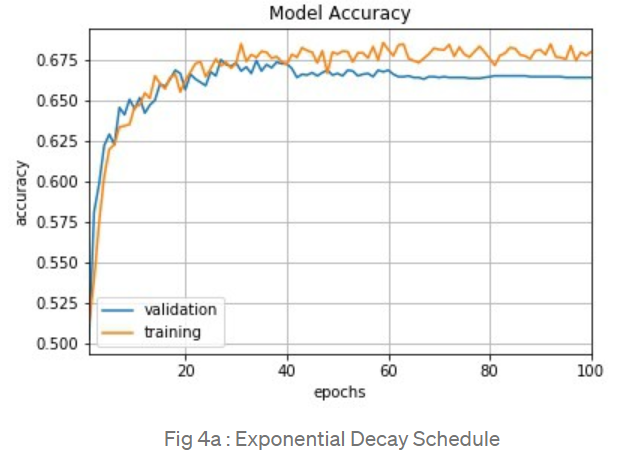 Model Accuracy
accuracy
0.675
0.650
0.625
0.600
0.575
0.550
0.525
0.500
validation
training
20 40 60 80 100
epochs
Fig 4a : Exponential Decay Schedule